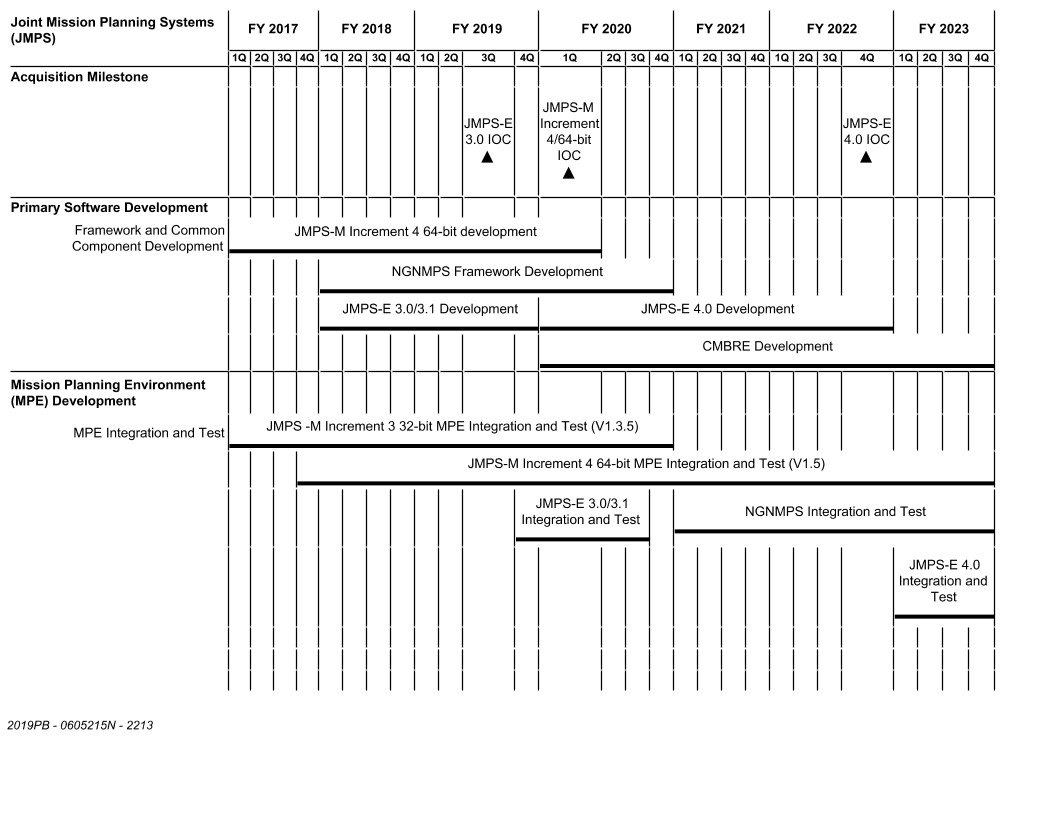 Joint Mission Planning Systems
(JMPS)
FY 2017 FY 2018 FY 2019 FY 2020 FY 2021 FY 2022 FY 2023
1Q 2Q 3Q 4Q 1Q 2Q 3Q 4Q 1Q 2Q 3Q 4Q 1Q 2Q 3Q 4Q 1Q 2Q 3Q 4Q 1Q 2Q 3Q 4Q 1Q 2Q 3Q 4Q
Acquisition Milestone
JMPS-E
3.0 IOC
JMPS-M
Increment
4/64-bit
IOC
JMPS-E
4.0 IOC
Primary Software Development
Framework and Common
Component Development
JMPS-M Increment 4 64-bit development
NGNMPS Framework Development
JMPS-E 3.0/3.1 Development
JMPS-E 4.0 Development
CMBRE Development
Mission Planning Environment
(MPE) Development
MPE Integration and Test
JMPS -M Increment 3 32-bit MPE Integration and Test (V1.3.5)
JMPS-M Increment 4 64-bit MPE Integration and Test (V1.5)
JMPS-E 3.0/3.1
Integration and Test
NGNMPS Integration and Test
JMPS-E 4.0
Integration and
Test
2019PB - 0605215N - 2213